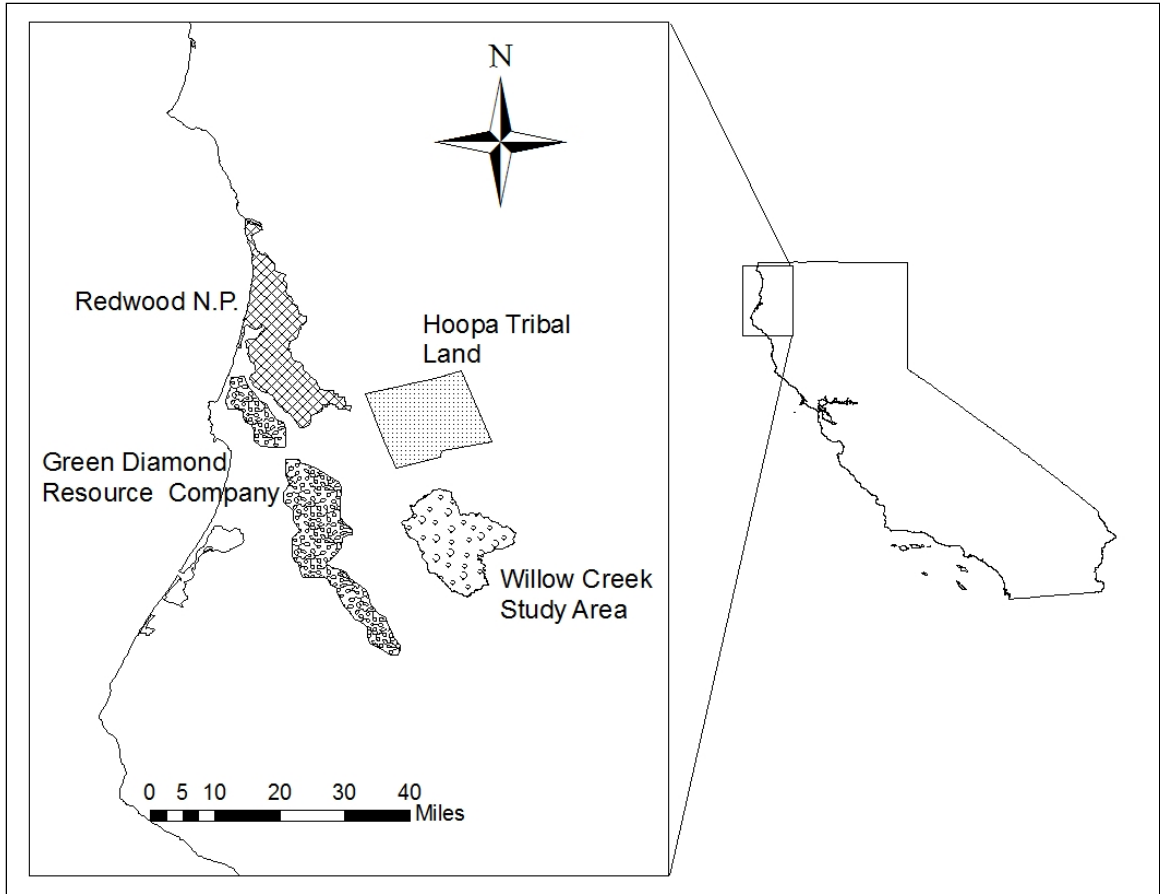 N
Redwood N.P.
Hoopa Tribal
Land
Green Diamond
Resource Company
Willow Creek
Study Area
0 5 10 20 30 40
Miles